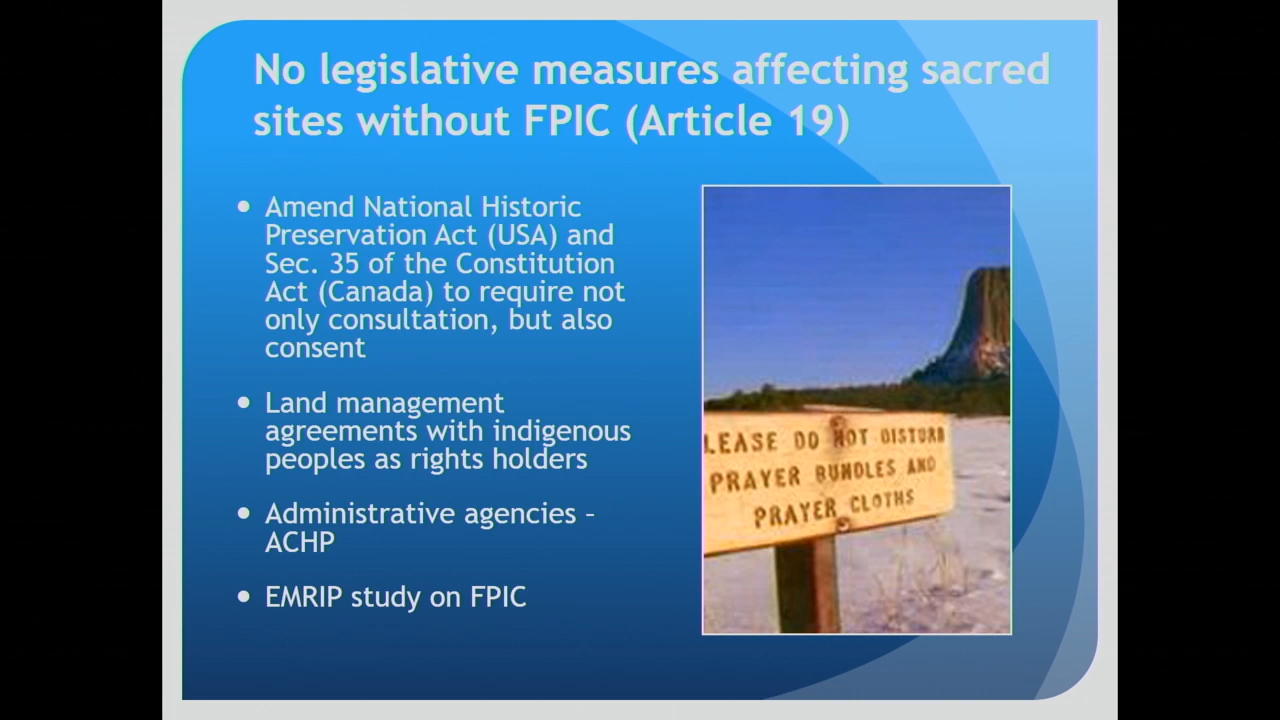 No legislative measures affecting sacred
sites without FPIC (Article 19)
• Amend National Historic
Preservation Act (USA) and
Sec. 35 of the Constitution
Act (Canada) to require not
only consultation, but also
consent
• Land management
agreements with indigenous
peoples as rights holders
• Administrative agencies –
ACHP
• EMRIP study on FPIC
LEASE DO NOT DISTURB
PRAYER BUNDLES AND
PRAYER CLOTHS